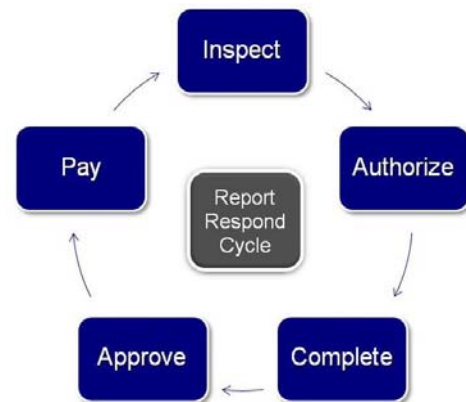 Inspect
Authorize
Complete
Approve
Pay
Report
Respond
Cycle